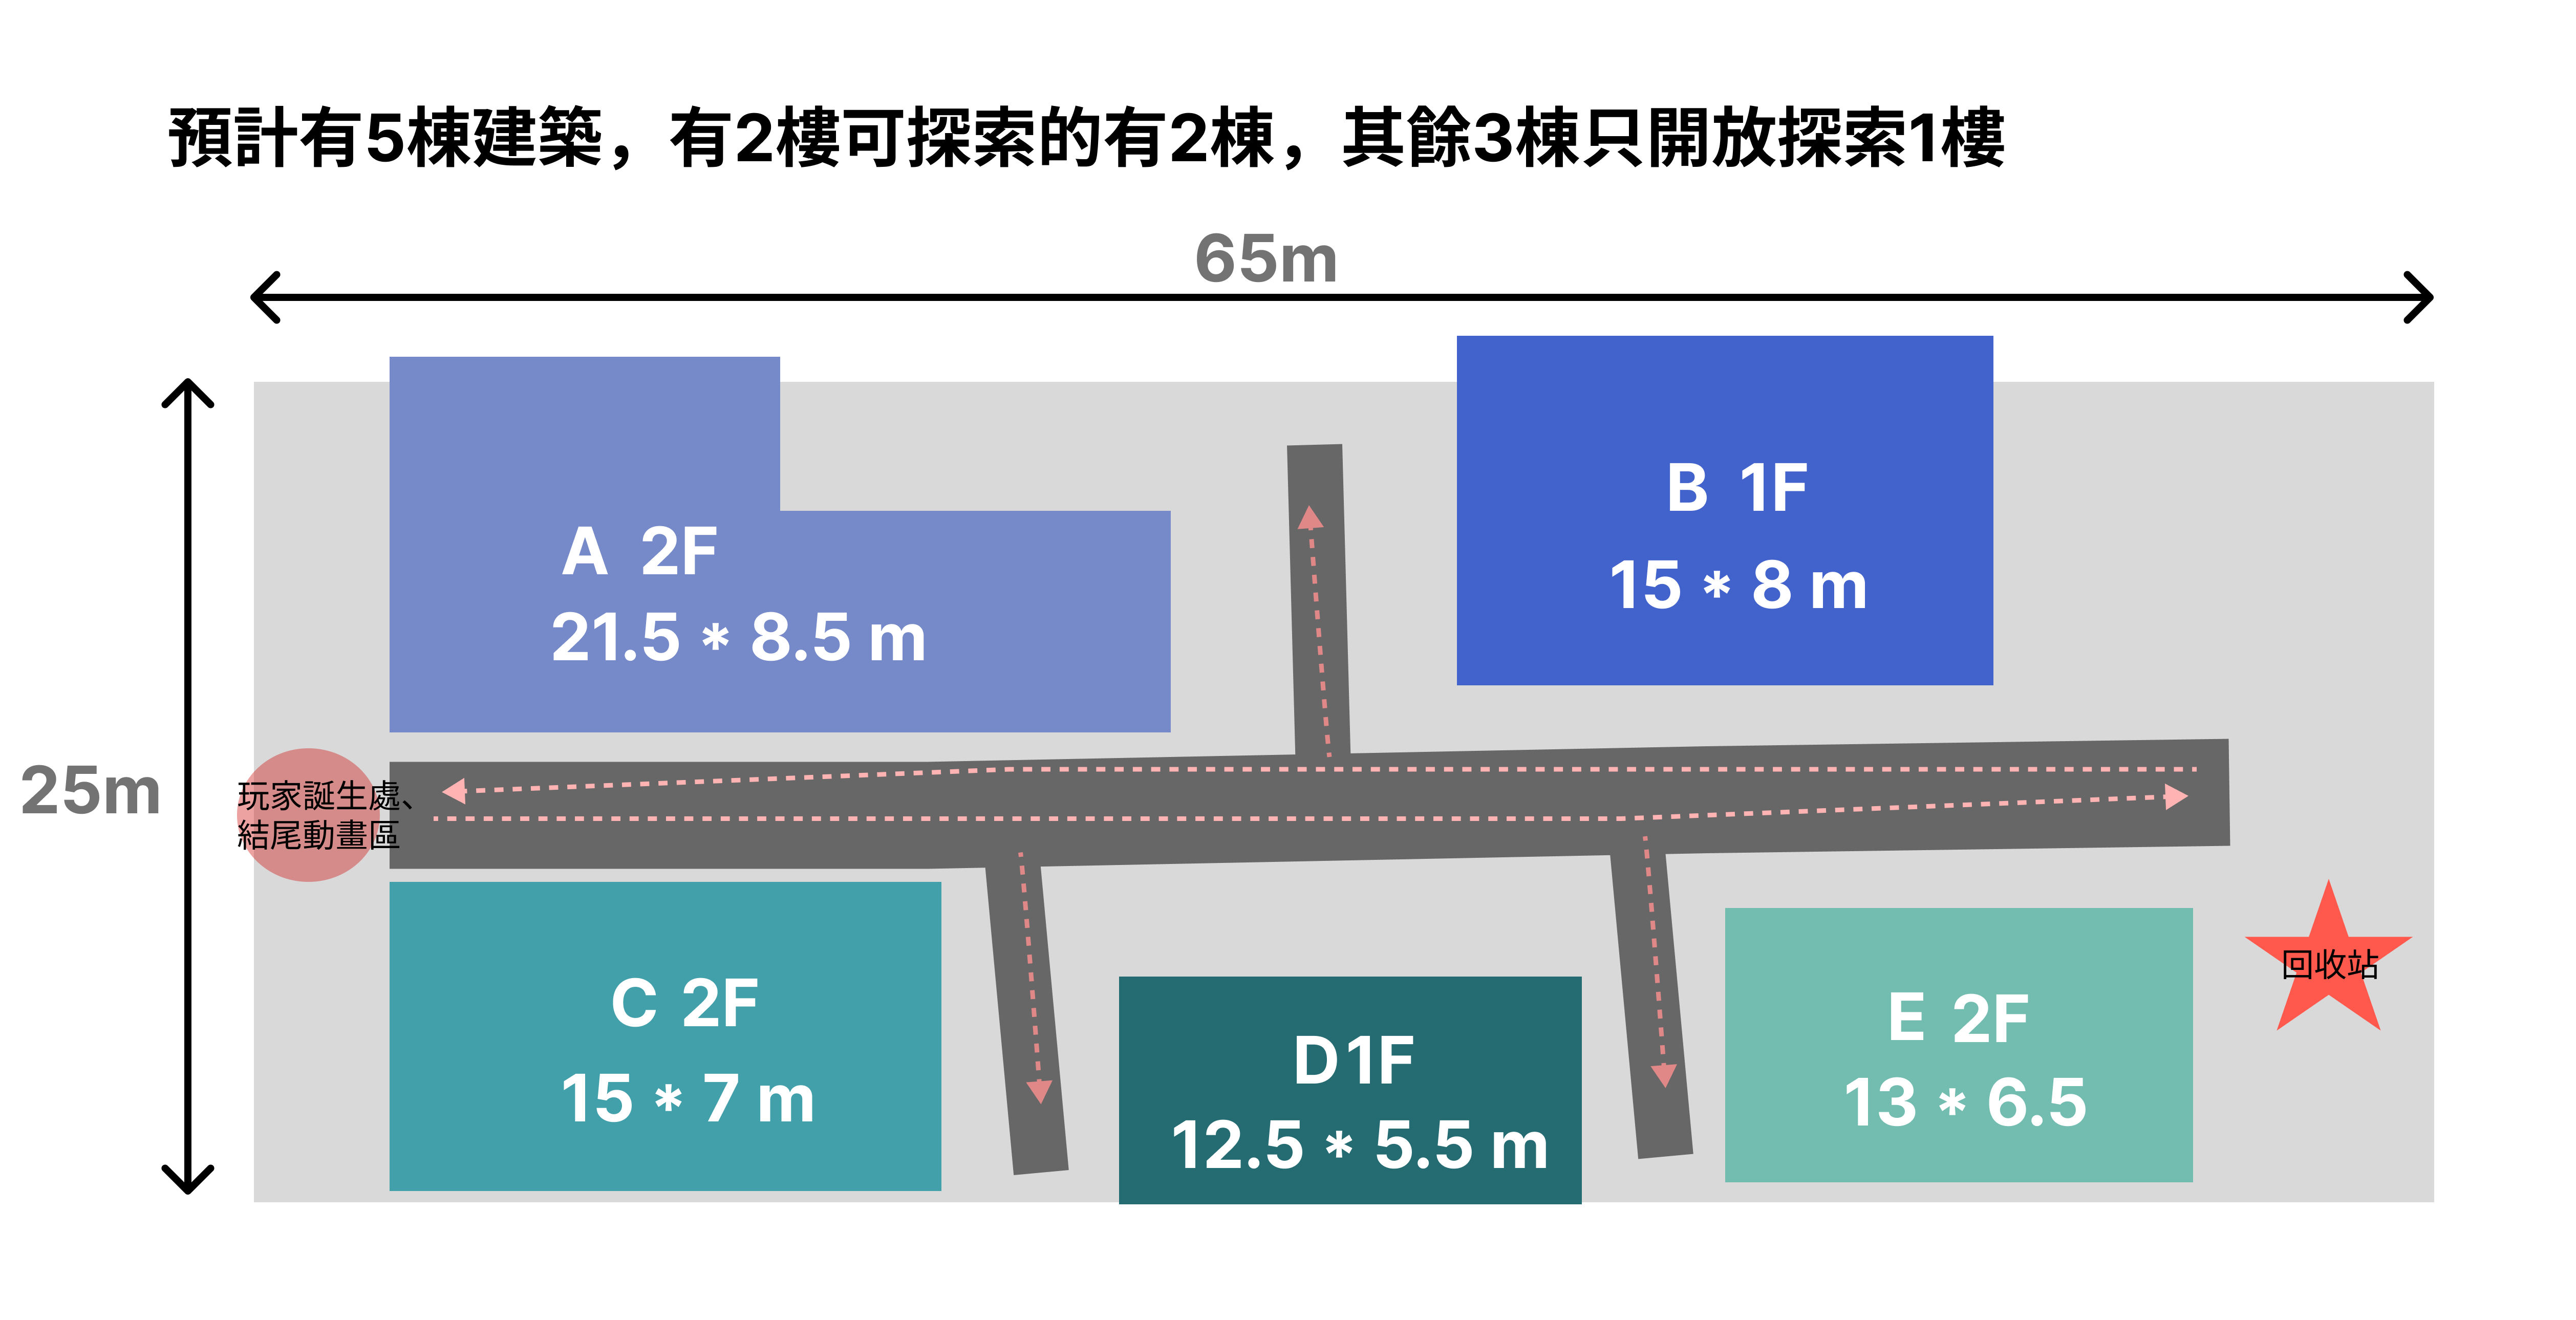 預計有5棟建築，有2樓可探索的有2棟，其餘3棟只開放探索1樓
65m
25m
A 2F
21.5 * 8.5 m
B 1F
15 * 8 m
玩家誕生處、
結尾動畫區
C 2F
15 * 7 m
D1F
12.5 * 5.5 m
E 2F
13 * 6.5
回收站